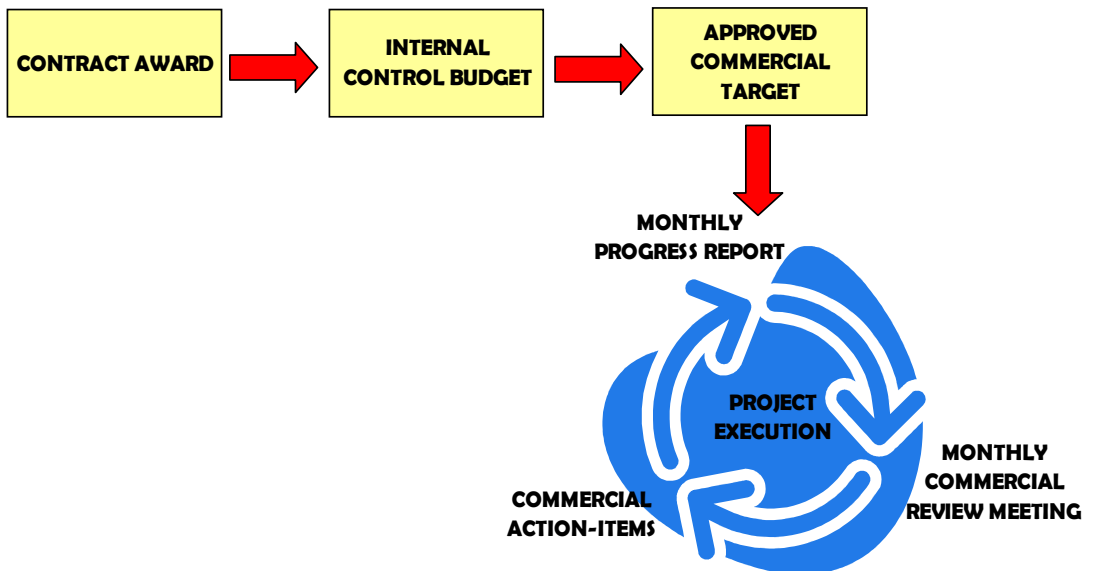 CONTRACT AWARD
INTERNAL
CONTROL BUDGET
APPROVED
COMMERCIAL
TARGET
MONTHLY
PROGRESS REPORT
PROJECT
EXECUTION
MONTHLY
COMMERCIAL
REVIEW MEETING
COMMERCIAL
ACTION-ITEMS